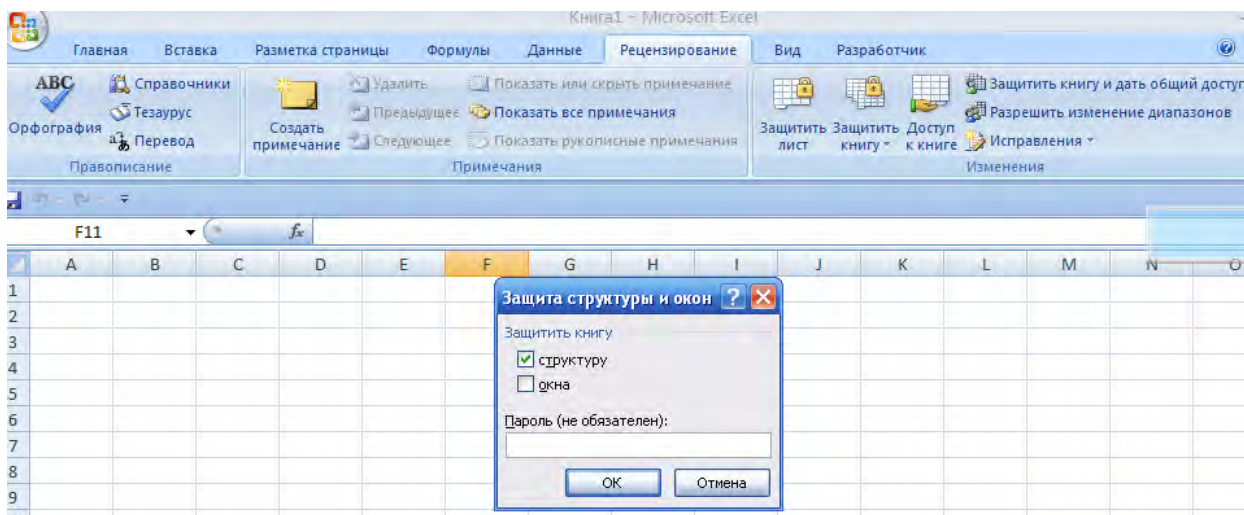 Книга1 - Microsoft Excel
Главная Вставка Разметка страницы Формулы Данные Рецензирование Вид Разработчик
ABC
Орфография
Справочники
Тезаурус
Перевод
Правописание
Создать примечание
Удалить
Предыдущее
Следующее
Показать или скрыть примечание
Показать все примечания
Показать рукописные примечания
Примечания
Защитить лист
Защитить книгу
Доступ к книге
Защитить книгу и дать общий доступ
Разрешить изменение диапазонов
Исправления
Изменения
F11 fx
A B C D E F G H I J K L M N O
1
2
3
4
5
6
7
8
9
Защита структуры и окон
Защитить книгу
структуру
окна
Пароль (не обязателен):
ОК Отмена